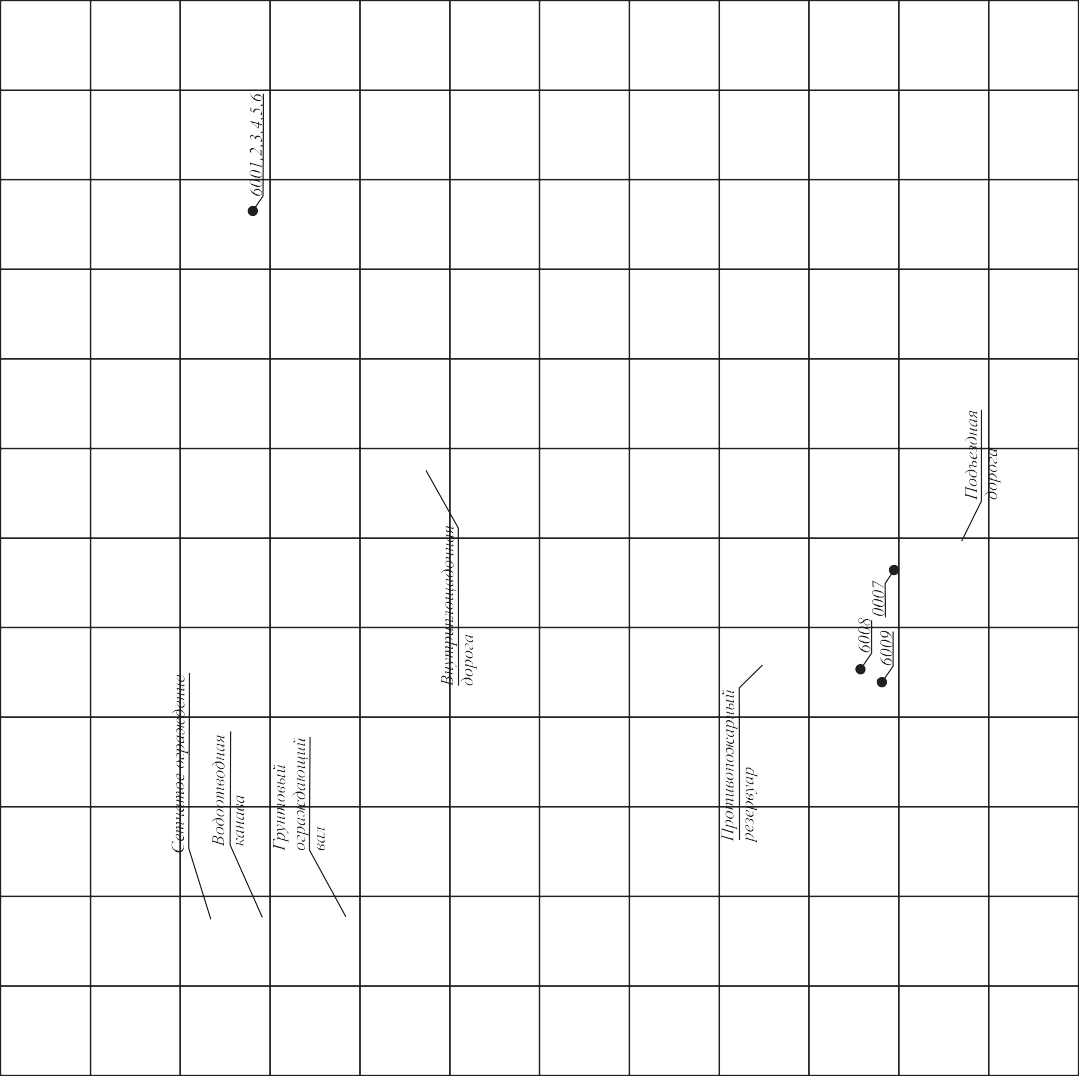 6001,2,3,4,5,6
Сетчатое ограждение
Водоотводная
канава
Грунтовый
ограждающий
вал
Внутриплощадочная
дорога
Противопожарный
резервуар
6008
0007
6009
Подъездная
дорога